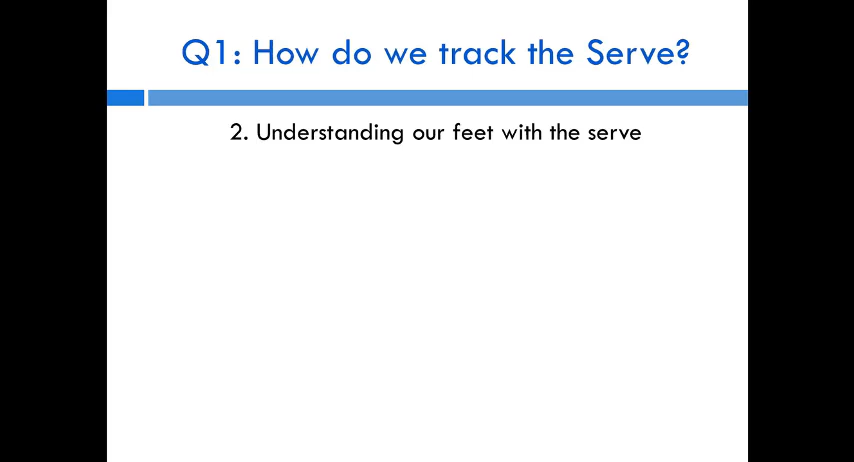 Q1: How do we track the Serve?
2. Understanding our feet with the serve